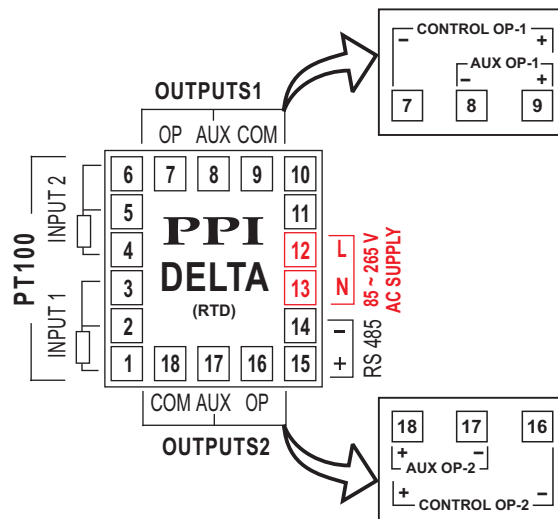 CONTROL OP-1
− +
AUX OP-1
− +
7 8 9
OUTPUTS1
OP AUX COM
6 7 8 9 10
5 11
4 12 L
3 13 N
2 14 −
1 18 17 16 15 +
PT100
INPUT 2
INPUT 1
PPI
DELTA
(RTD)
85 ~ 265 V
AC SUPPLY
RS 485
COM AUX OP
OUTPUTS2
18 17 16
+ −
AUX OP-2
+ −
CONTROL OP-2